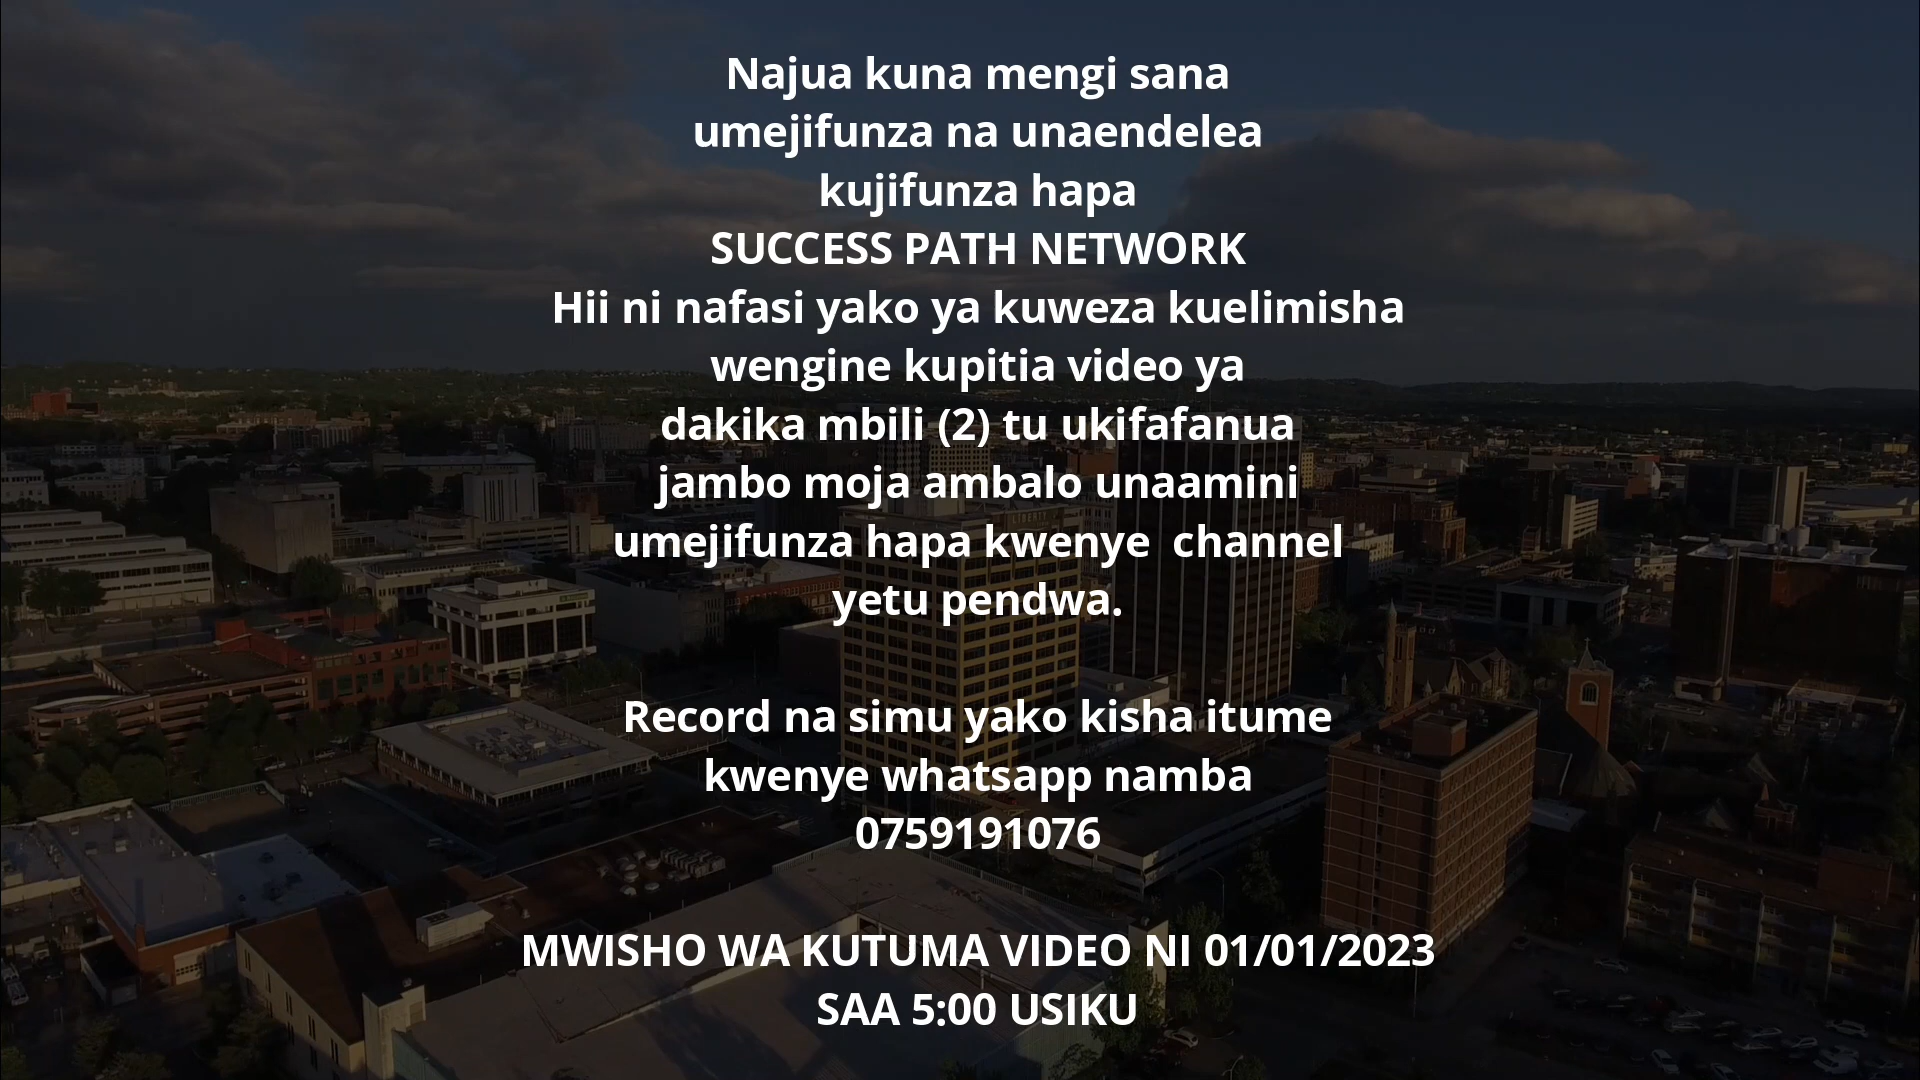 Najua kuna mengi sana
umejifunza na unaendelea
kujifunza hapa
SUCCESS PATH NETWORK
Hii ni nafasi yako ya kuweza kuelimisha
wengine kupitia video ya
dakika mbili (2) tu ukifafanua
jambo moja ambalo unaamini
umejifunza hapa kwenye  channel
yetu pendwa.
Record na simu yako kisha itume
kwenye whatsapp namba
0759191076
MWISHO WA KUTUMA VIDEO NI 01/01/2023
SAA 5:00 USIKU
LIBERTY